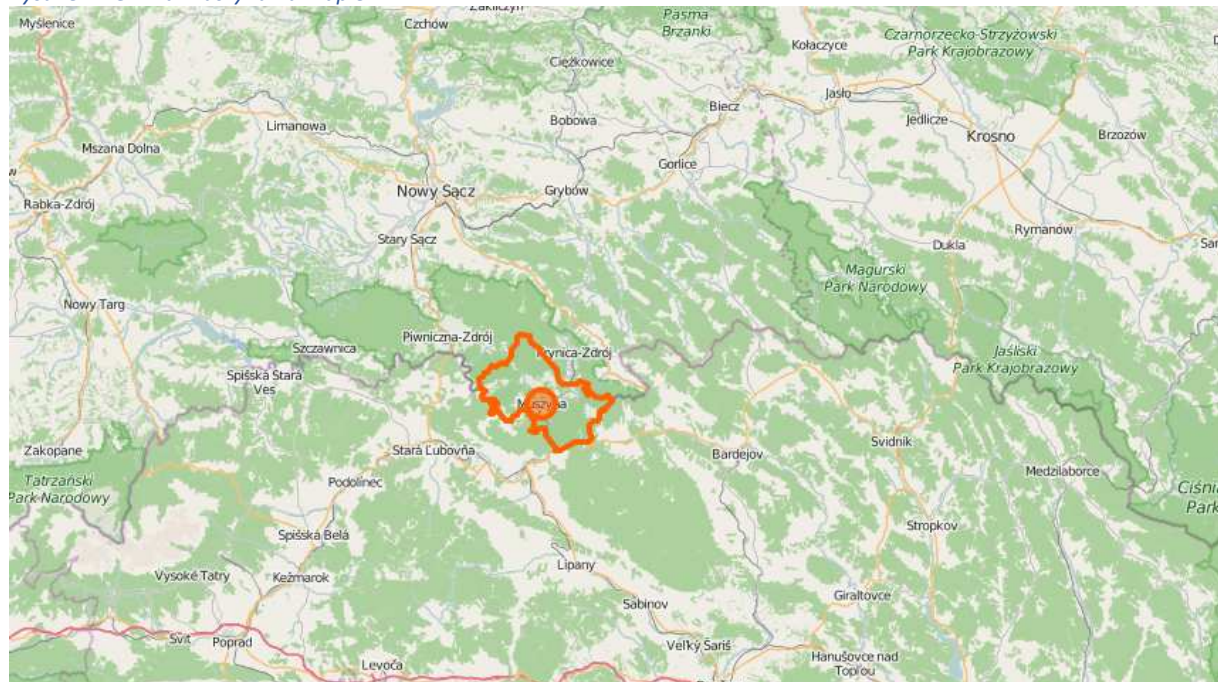 Zakliczyn
Myślenice
Czchów
Pasma
Brzanki
Kołaczyce
Czarnorzecko-Strzyżowski
Park Krajobrazowy
Ciężkowice
Jasło
Biecz
Jedlicze
Bobowa
Limanowa
Krosno
Brzozów
Mszana Dolna
Gorlice
Nowy Sącz
Grybów
Rabka-Zdrój
Rymanów
Stary Sącz
Dukla
Magurski
Park Narodowy
Nowy Targ
Piwniczna-Zdrój
Szczawnica
Krynica-Zdrój
Jaśliski
Park Krajobrazowy
Spišská Stará
Ves
Muszyna
Zakopane
Stará Ľubovňa
Bardejov
Svidník
Medzilaborce
Tatrzański
Park Narodowy
Podolínec
Park
Stropkov
Spišská Belá
Lipany
Vysoké Tatry
Kežmarok
Giraltovce
Sabinov
Svit
Poprad
Veľký Šariš
Levoča
Hanušovce nad
Topľou